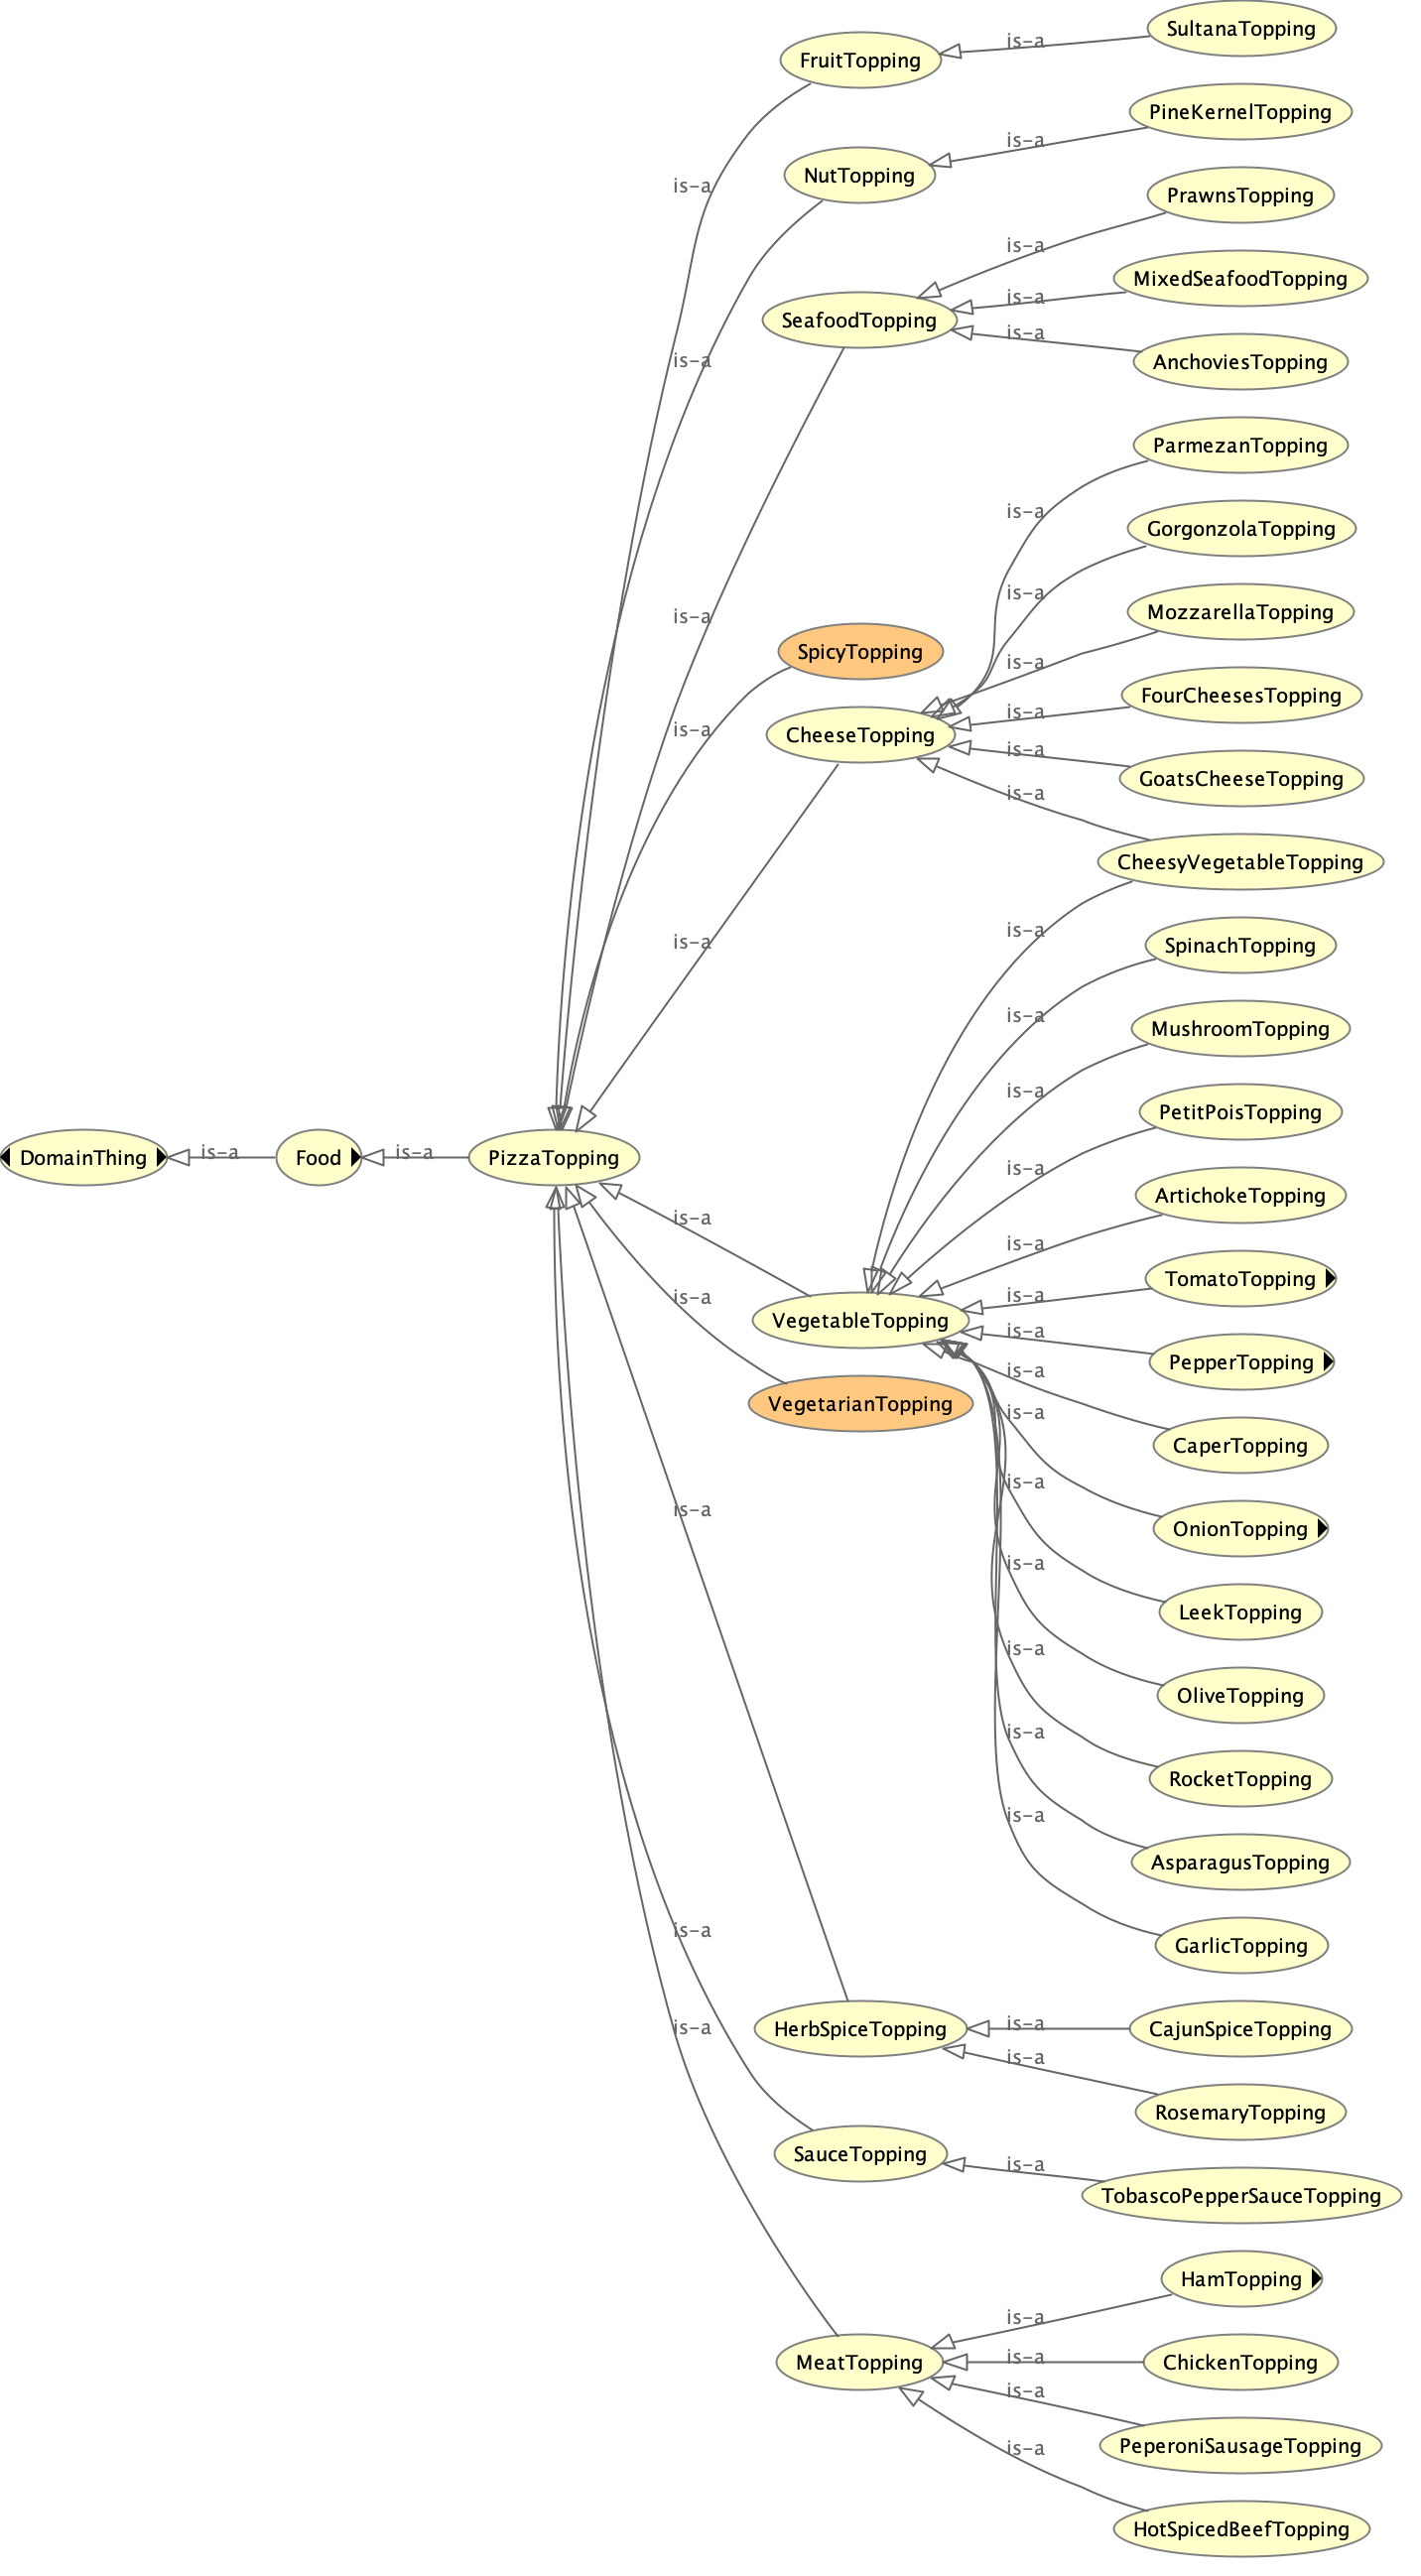 SultanaTopping
is-a
FruitTopping
PineKernelTopping
is-a
NutTopping
is-a
PrawnsTopping
is-a
MixedSeafoodTopping
is-a
SeafoodTopping
is-a
AnchoviesTopping
is-a
ParmezanTopping
is-a
GorgonzolaTopping
is-a
MozzarellaTopping
is-a
is-a
SpicyTopping
is-a
FourCheesesTopping
is-a
is-a
CheeseTopping
is-a
GoatsCheeseTopping
is-a
CheesyVegetableTopping
is-a
is-a
SpinachTopping
is-a
MushroomTopping
is-a
PetitPoisTopping
DomainThing
is-a
Food
is-a
PizzaTopping
is-a
ArtichokeTopping
is-a
is-a
TomatoTopping
is-a
is-a
VegetableTopping
is-a
PepperTopping
is-a
VegetarianTopping
is-a
CaperTopping
is-a
is-a
OnionTopping
is-a
LeekTopping
is-a
OliveTopping
is-a
RocketTopping
is-a
AsparagusTopping
is-a
GarlicTopping
is-a
HerbSpiceTopping
is-a
CajunSpiceTopping
is-a
RosemaryTopping
SauceTopping
is-a
TobascoPepperSauceTopping
HamTopping
is-a
MeatTopping
is-a
ChickenTopping
is-a
PeperoniSausageTopping
is-a
HotSpicedBeefTopping